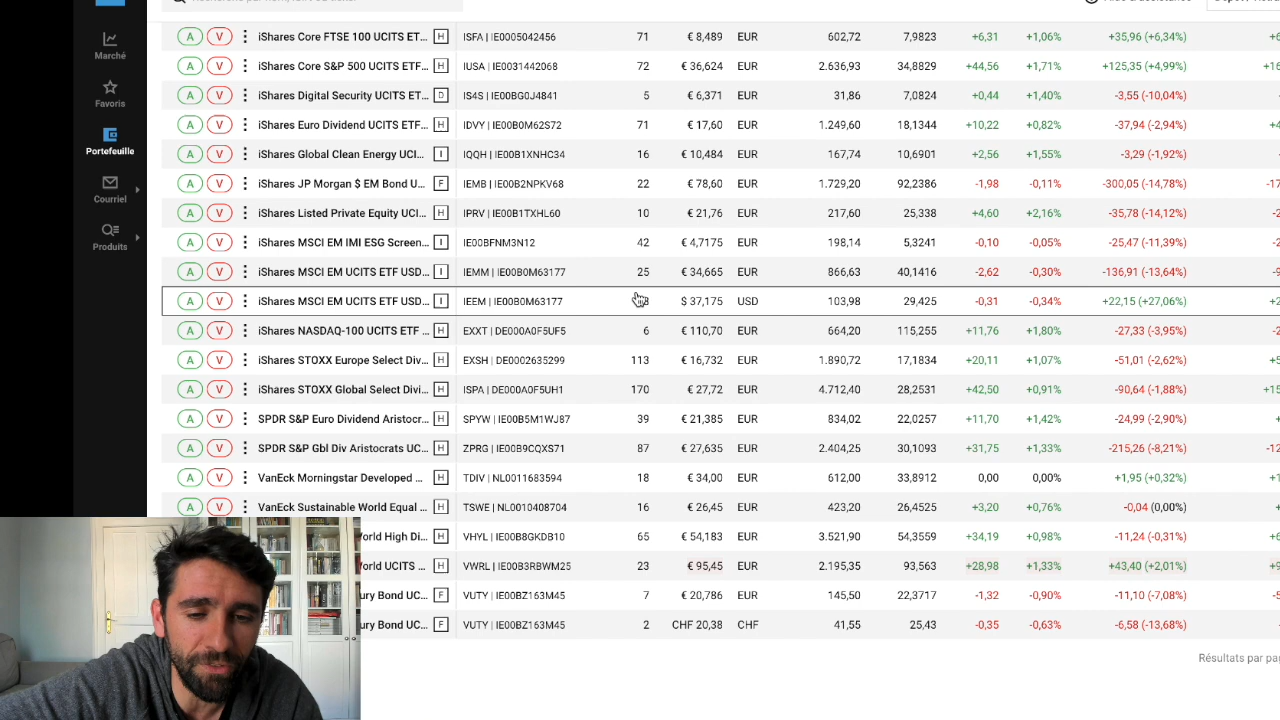 Marché
Favoris
Portefeuille
Courriel
Produits
A V iShares Core FTSE 100 UCITS ET... H ISFA | IE0005042456 71 € 8,489 EUR 602,72 7,9823 +6,31 +1,06% +35,96 (+6,34%)
A V iShares Core S&P 500 UCITS ETF... H IUSA | IE0031442068 72 € 36,624 EUR 2.636,93 34,8829 +44,56 +1,71% +125,35 (+4,99%)
A V iShares Digital Security UCITS ET... D IS4S | IE00BG0J4841 5 € 6,371 EUR 31,86 7,0824 +0,44 +1,40% -3,55 (-10,04%)
A V iShares Euro Dividend UCITS ETF... H IDVY | IE00B0M62S72 71 € 17,60 EUR 1.249,60 18,1344 +10,22 +0,82% -37,94 (-2,94%)
A V iShares Global Clean Energy UCI... I IQQH | IE00B1XNHC34 16 € 10,484 EUR 167,74 10,6901 +2,56 +1,55% -3,29 (-1,92%)
A V iShares JP Morgan $ EM Bond U... F IEMB | IE00B2NPKV68 22 € 78,60 EUR 1.729,20 92,2386 -1,98 -0,11% -300,05 (-14,78%)
A V iShares Listed Private Equity UCI... H IPRV | IE00B1TXHL60 10 € 21,76 EUR 217,60 25,338 +4,60 +2,16% -35,78 (-14,12%)
A V iShares MSCI EM IMI ESG Screen... I IE00BFNM3N12 42 € 4,7175 EUR 198,14 5,3241 -0,10 -0,05% -25,47 (-11,39%)
A V iShares MSCI EM UCITS ETF USD... I IEMM | IE00B0M63177 25 € 34,665 EUR 866,63 40,1416 -2,62 -0,30% -136,91 (-13,64%)
A V iShares MSCI EM UCITS ETF USD... I IEEM | IE00B0M63177 $ 37,175 USD 103,98 29,425 -0,31 -0,34% +22,15 (+27,06%)
A V iShares NASDAQ-100 UCITS ETF ... H EXXT | DE000A0F5UF5 6 € 110,70 EUR 664,20 115,255 +11,76 +1,80% -27,33 (-3,95%)
A V iShares STOXX Europe Select Div... H EXSH | DE0002635299 113 € 16,732 EUR 1.890,72 17,1834 +20,11 +1,07% -51,01 (-2,62%)
A V iShares STOXX Global Select Divi... H ISPA | DE000A0F5UH1 170 € 27,72 EUR 4.712,40 28,2531 +42,50 +0,91% -90,64 (-1,88%)
A V SPDR S&P Euro Dividend Aristocr... H SPYW | IE00B5M1WJ87 39 € 21,385 EUR 834,02 22,0257 +11,70 +1,42% -24,99 (-2,90%)
A V SPDR S&P Gbl Div Aristocrats UC... H ZPRG | IE00B9CQXS71 87 € 27,635 EUR 2.404,25 30,1093 +31,75 +1,33% -215,26 (-8,21%)
A V VanEck Morningstar Developed ... H TDIV | NL0011683594 18 € 34,00 EUR 612,00 33,8912 0,00 0,00% +1,95 (+0,32%)
A V VanEck Sustainable World Equal ... H TSWE | NL0010408704 16 € 26,45 EUR 423,20 26,4525 +3,20 +0,76% -0,04 (0,00%)
orld High Di... H VHYL | IE00B8GKDB10 65 € 54,183 EUR 3.521,90 54,3559 +34,19 +0,98% -11,24 (-0,31%)
orld UCITS ... H VWRL | IE00B3RBWM25 23 € 95,45 EUR 2.195,35 93,563 +28,98 +1,33% +43,40 (+2,01%)
ury Bond UC... F VUTY | IE00BZ163M45 7 € 20,786 EUR 145,50 22,3717 -1,32 -0,90% -11,10 (-7,08%)
ury Bond UC... F VUTY | IE00BZ163M45 2 CHF 20,38 CHF 41,55 25,43 -0,35 -0,63% -6,58 (-13,68%)
Résultats par pa